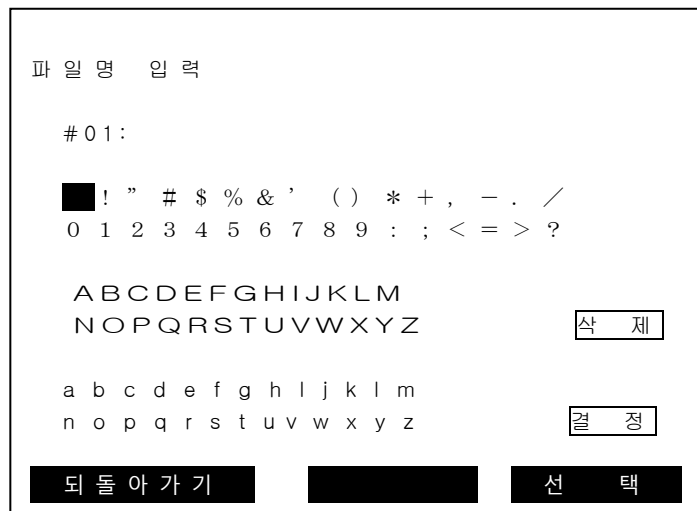 파일명 입력
#01:
! ” # $ % & ’ ( ) * + , − . ／
0 1 2 3 4 5 6 7 8 9 : ; < = > ?
ABCDEFGHIJKLM
NOPQRSTUVWXYZ
삭 제
a b c d e f g h l j k l m
n o p q r s t u v w x y z
결 정
되돌아가기
선 택